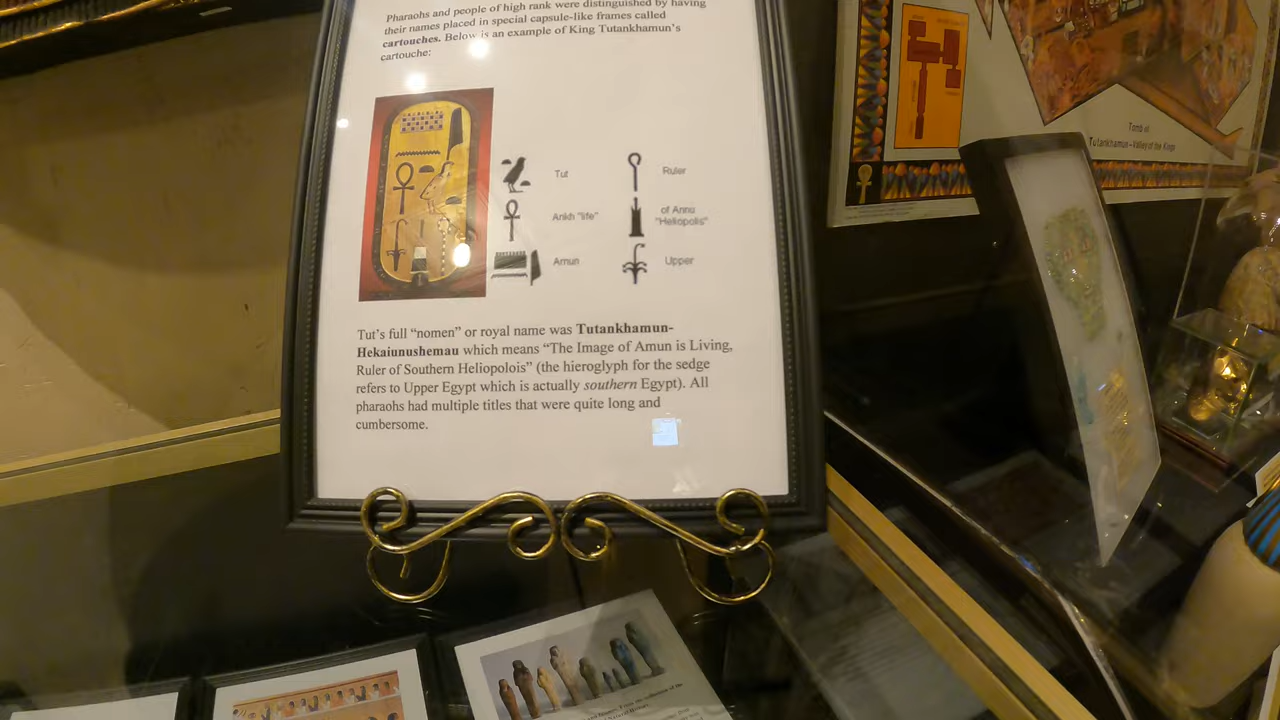 Pharaohs and people of high rank were distinguished by having
their names placed in special capsule-like frames called
cartouches. Below is an example of King Tutankhamun's
cartouche:
Tut
Ruler
Ankh "life"
of Annu
"Heliopolis"
Amun
Upper
Tut's full "nomen" or royal name was Tutankhamun-
Hekaiunushemau which means "The Image of Amun is Living,
Ruler of Southern Heliopolois" (the hieroglyph for the sedge
refers to Upper Egypt which is actually southern Egypt). All
pharaohs had multiple titles that were quite long and
cumbersome.
Tomb of
Tutankhamun-Valley of the Kings